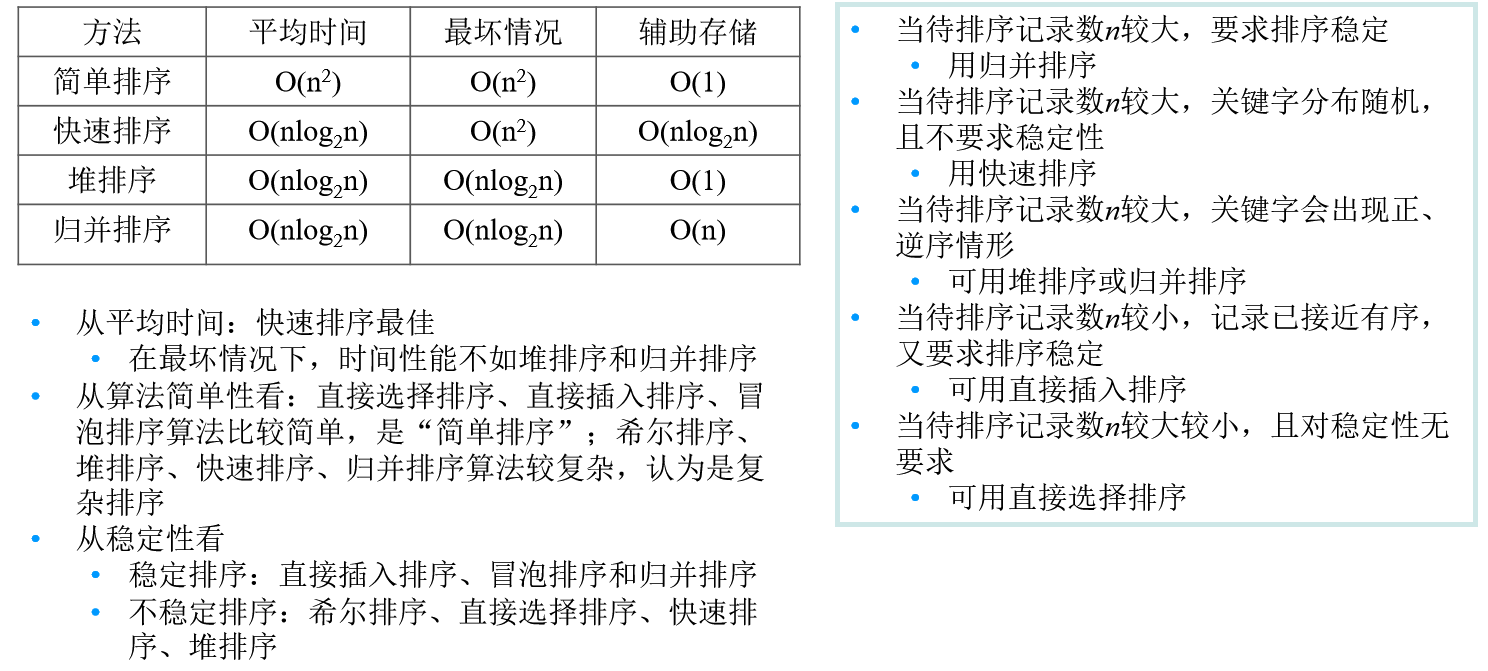 方法 平均时间 最坏情况 辅助存储
简单排序 O(n²) O(n²) O(1)
快速排序 O(nlog₂n) O(n²) O(nlog₂n)
堆排序 O(nlog₂n) O(nlog₂n) O(1)
归并排序 O(nlog₂n) O(nlog₂n) O(n)
• 从平均时间：快速排序最佳
• 在最坏情况下，时间性能不如堆排序和归并排序
• 从算法简单性看：直接选择排序、直接插入排序、冒
泡排序算法比较简单，是“简单排序”；希尔排序、
堆排序、快速排序、归并排序算法较复杂，认为是复
杂排序
• 从稳定性看
• 稳定排序：直接插入排序、冒泡排序和归并排序
• 不稳定排序：希尔排序、直接选择排序、快速排
序、堆排序
• 当待排序记录数n较大，要求排序稳定
• 用归并排序
• 当待排序记录数n较大，关键字分布随机，
且不要求稳定性
• 用快速排序
• 当待排序记录数n较大，关键字会出现正、
逆序情形
• 可用堆排序或归并排序
• 当待排序记录数n较小，记录已接近有序，
又要求排序稳定
• 可用直接插入排序
• 当待排序记录数n较大较小，且对稳定性无
要求
• 可用直接选择排序